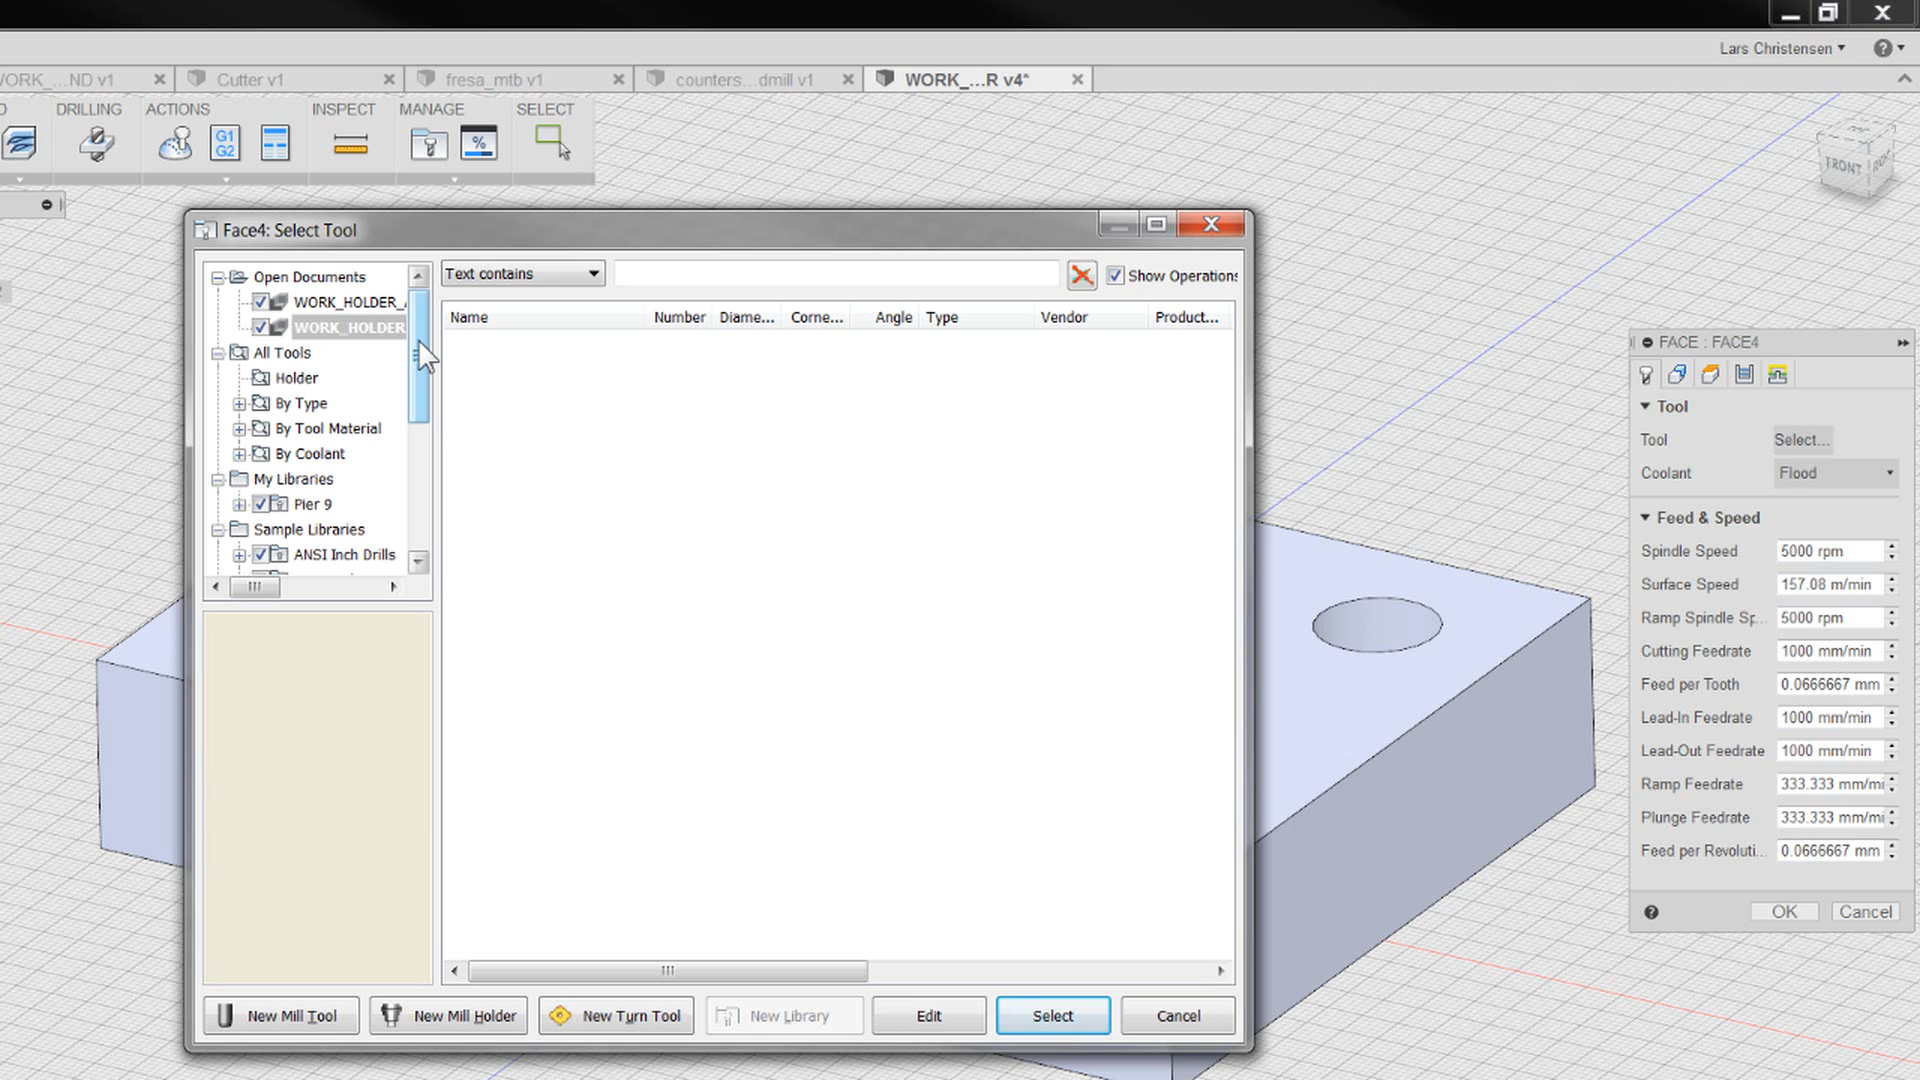 Lars Christensen
WORK_...ND v1
Cutter v1
fresa_mtb v1
counters...dmill v1
WORK_...R v4*
DRILLING
ACTIONS
INSPECT
MANAGE
SELECT
G1
G2
%
FRONT
RIGHT
Face4: Select Tool
Open Documents
WORK_HOLDER_
WORK_HOLDER
All Tools
Holder
By Type
By Tool Material
By Coolant
My Libraries
Pier 9
Sample Libraries
ANSI Inch Drills
Text contains
Show Operations
Name
Number
Diame...
Corne...
Angle
Type
Vendor
Product...
New Mill Tool
New Mill Holder
New Turn Tool
New Library
Edit
Select
Cancel
FACE : FACE4
Tool
Tool
Select...
Coolant
Flood
Feed & Speed
Spindle Speed
5000 rpm
Surface Speed
157.08 m/min
Ramp Spindle Sp...
5000 rpm
Cutting Feedrate
1000 mm/min
Feed per Tooth
0.0666667 mm
Lead-In Feedrate
1000 mm/min
Lead-Out Feedrate
1000 mm/min
Ramp Feedrate
333.333 mm/mi
Plunge Feedrate
333.333 mm/mi
Feed per Revoluti...
0.0666667 mm
OK
Cancel